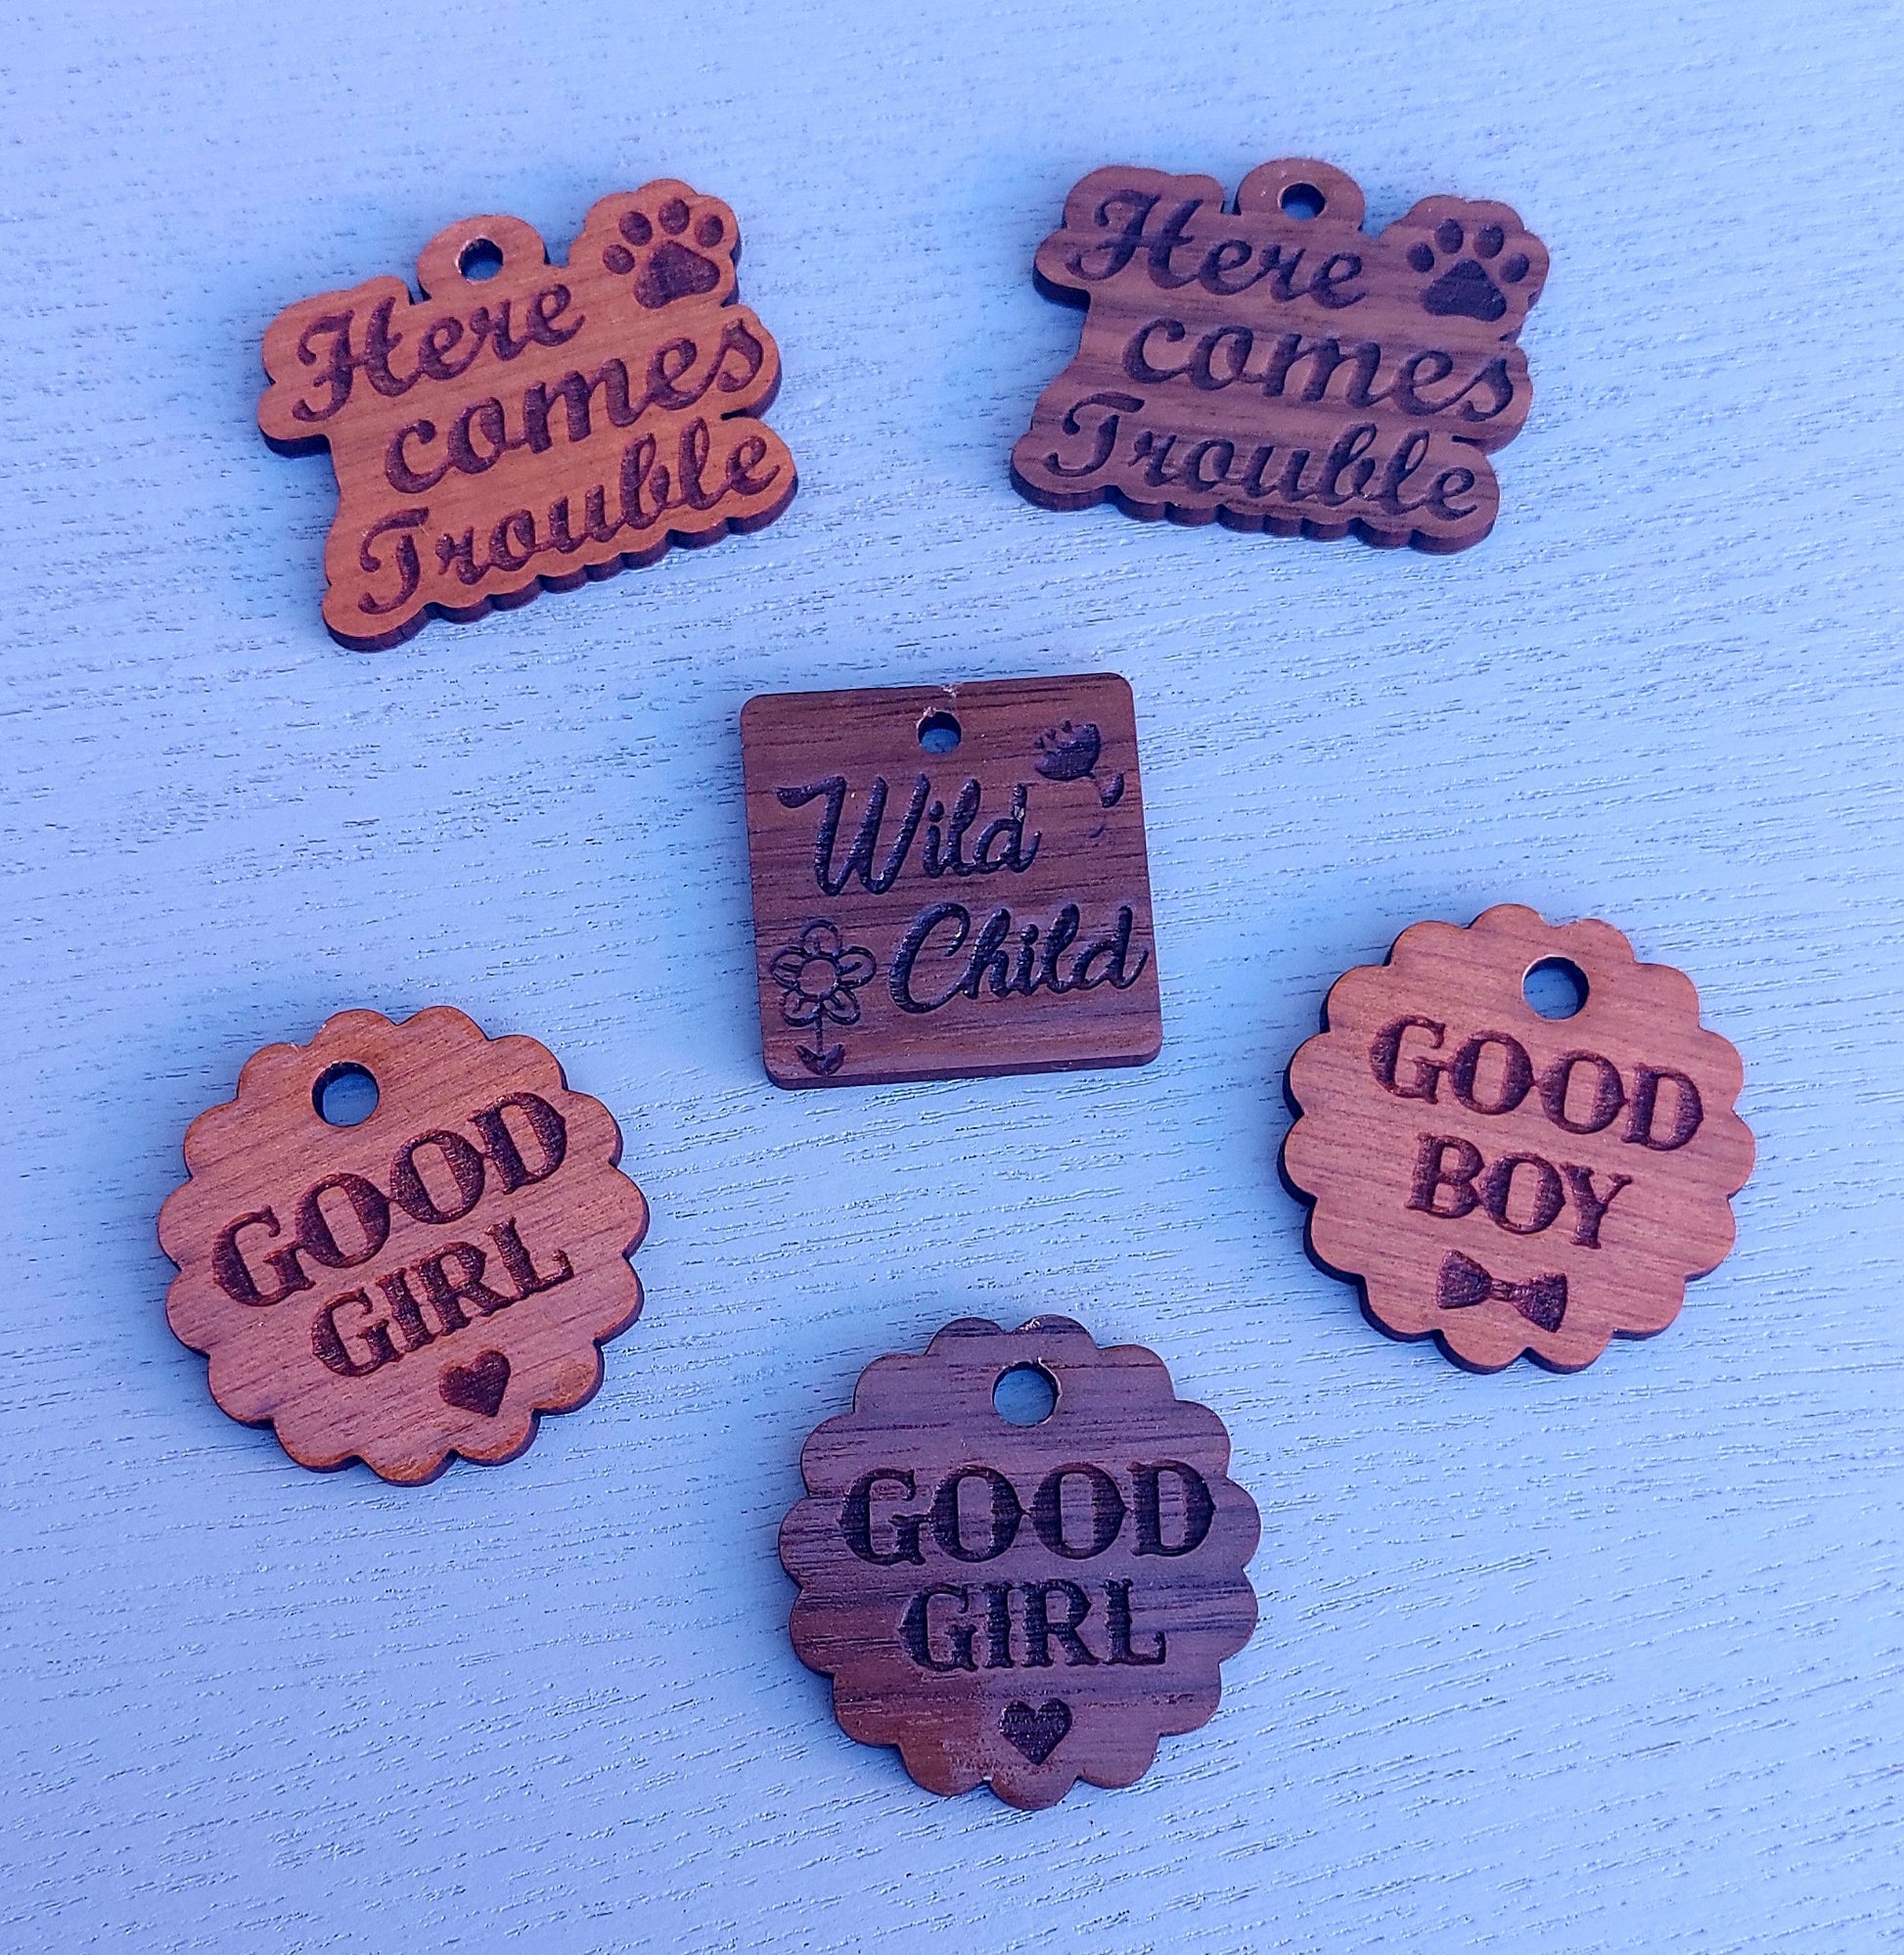 Here
comes
Trouble
Here
comes
Trouble
Wild
Child
GOOD
GIRL
GOOD
BOY
GOOD
GIRL